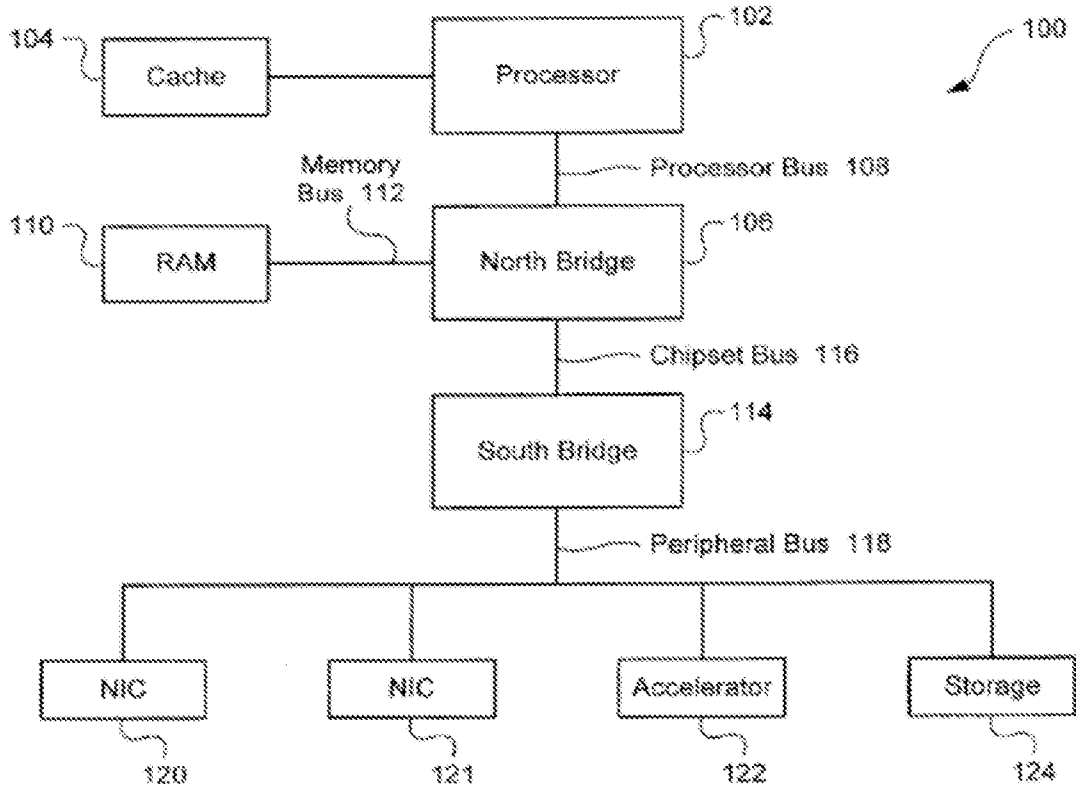 102
104
100
Cache
Processor
Memory
Bus 112
Processor Bus 108
110
106
RAM
North Bridge
Chipset Bus 116
114
South Bridge
Peripheral Bus 118
NIC
NIC
Accelerator
Storage
120
121
122
124